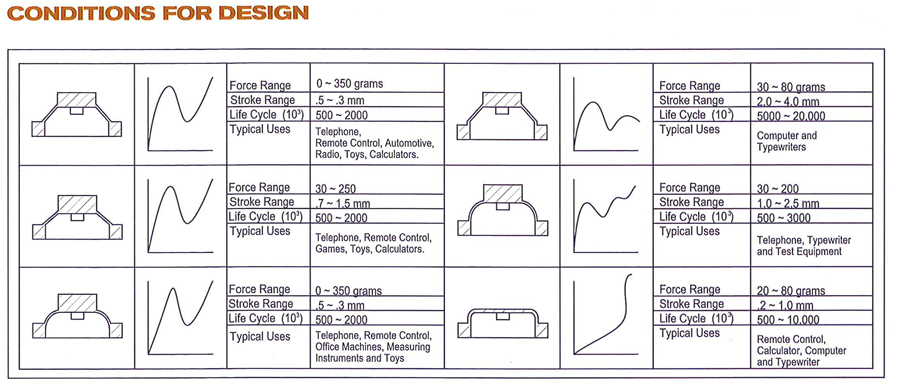 CONDITIONS FOR DESIGN
Force Range 0 ~ 350 grams
Stroke Range .5 ~ .3 mm
Life Cycle (10³) 500 ~ 2000
Typical Uses Telephone,
Remote Control, Automotive,
Radio, Toys, Calculators.
Force Range 30 ~ 80 grams
Stroke Range 2.0 ~ 4.0 mm
Life Cycle (10³) 5000 ~ 20,000
Typical Uses Computer and
Typewriters
Force Range 30 ~ 250
Stroke Range .7 ~ 1.5 mm
Life Cycle (10³) 500 ~ 2000
Typical Uses Telephone, Remote Control,
Games, Toys, Calculators.
Force Range 30 ~ 200
Stroke Range 1.0 ~ 2.5 mm
Life Cycle (10³) 500 ~ 3000
Typical Uses Telephone, Typewriter
and Test Equipment
Force Range 0 ~ 350 grams
Stroke Range .5 ~ .3 mm
Life Cycle (10³) 500 ~ 2000
Typical Uses Telephone, Remote Control,
Office Machines, Measuring
Instruments and Toys
Force Range 20 ~ 80 grams
Stroke Range .2 ~ 1.0 mm
Life Cycle (10³) 500 ~ 10,000
Typical Uses Remote Control,
Calculator, Computer
and Typewriter